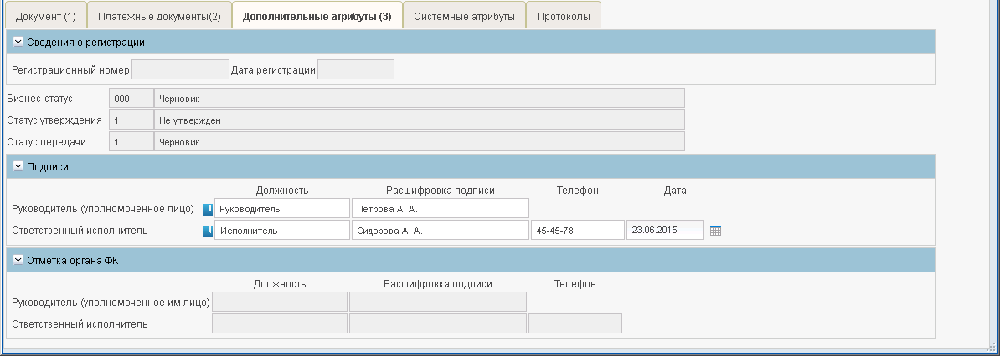 Документ (1) Платежные документы(2) Дополнительные атрибуты (3) Системные атрибуты Протоколы
Сведения о регистрации
Регистрационный номер Дата регистрации
Бизнес-статус 000 Черновик
Статус утверждения 1 Не утвержден
Статус передачи 1 Черновик
Подписи
Должность Расшифровка подписи Телефон Дата
Руководитель (уполномоченное лицо) Руководитель Петрова А. А.
Ответственный исполнитель Исполнитель Сидорова А. А. 45-45-78 23.06.2015
Отметка органа ФК
Должность Расшифровка подписи Телефон
Руководитель (уполномоченное им лицо)
Ответственный исполнитель